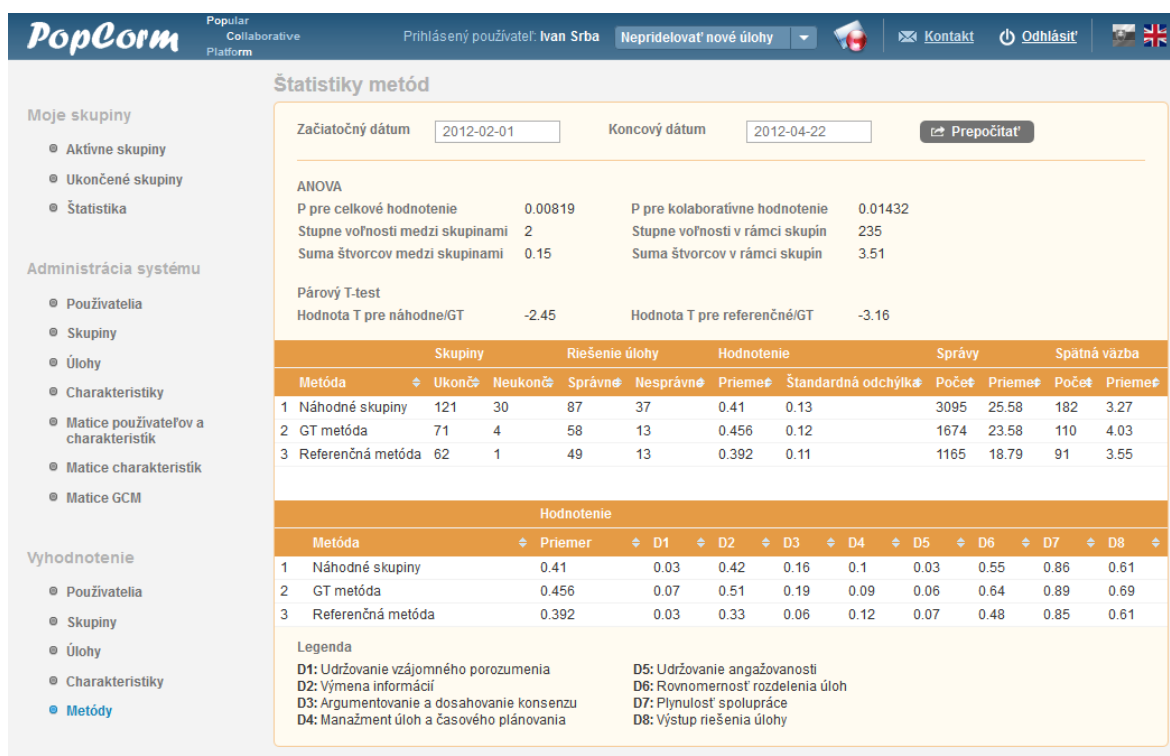 PopCorm
Popular
Collaborative
Platform
Prihlásený používateľ: Ivan Srba
Nepridelovať nové úlohy
Kontakt
Odhlásiť
Moje skupiny
Aktívne skupiny
Ukončené skupiny
Štatistika
Administrácia systému
Používatelia
Skupiny
Úlohy
Charakteristiky
Matice používateľov a
charakteristík
Matice charakteristík
Matice GCM
Vyhodnotenie
Používatelia
Skupiny
Úlohy
Charakteristiky
Metódy
Štatistiky metód
Začiatočný dátum 2012-02-01 Koncový dátum 2012-04-22 Prepočítať
ANOVA
P pre celkové hodnotenie 0.00819 P pre kolaboratívne hodnotenie 0.01432
Stupne voľnosti medzi skupinami 2 Stupne voľnosti v rámci skupín 235
Suma štvorcov medzi skupinami 0.15 Suma štvorcov v rámci skupín 3.51
Párový T-test
Hodnota T pre náhodne/GT -2.45 Hodnota T pre referenčné/GT -3.16
Skupiny Riešenie úlohy Hodnotenie Správy Spätná väzba
Metóda Ukonč Neukonč Správne Nesprávne Prieme Štandardná odchýlka Počet Prieme Počet Prieme
1 Náhodné skupiny 121 30 87 37 0.41 0.13 3095 25.58 182 3.27
2 GT metóda 71 4 58 13 0.456 0.12 1674 23.58 110 4.03
3 Referenčná metóda 62 1 49 13 0.392 0.11 1165 18.79 91 3.55
Hodnotenie
Metóda Priemer D1 D2 D3 D4 D5 D6 D7 D8
1 Náhodné skupiny 0.41 0.03 0.42 0.16 0.1 0.03 0.55 0.86 0.61
2 GT metóda 0.456 0.07 0.51 0.19 0.09 0.06 0.64 0.89 0.69
3 Referenčná metóda 0.392 0.03 0.33 0.06 0.12 0.07 0.48 0.85 0.61
Legenda
D1: Udržovanie vzájomného porozumenia D5: Udržovanie angažovanosti
D2: Výmena informácií D6: Rovnomernosť rozdelenia úloh
D3: Argumentovanie a dosahovanie konsenzu D7: Plynulosť spolupráce
D4: Manažment úloh a časového plánovania D8: Výstup riešenia úlohy